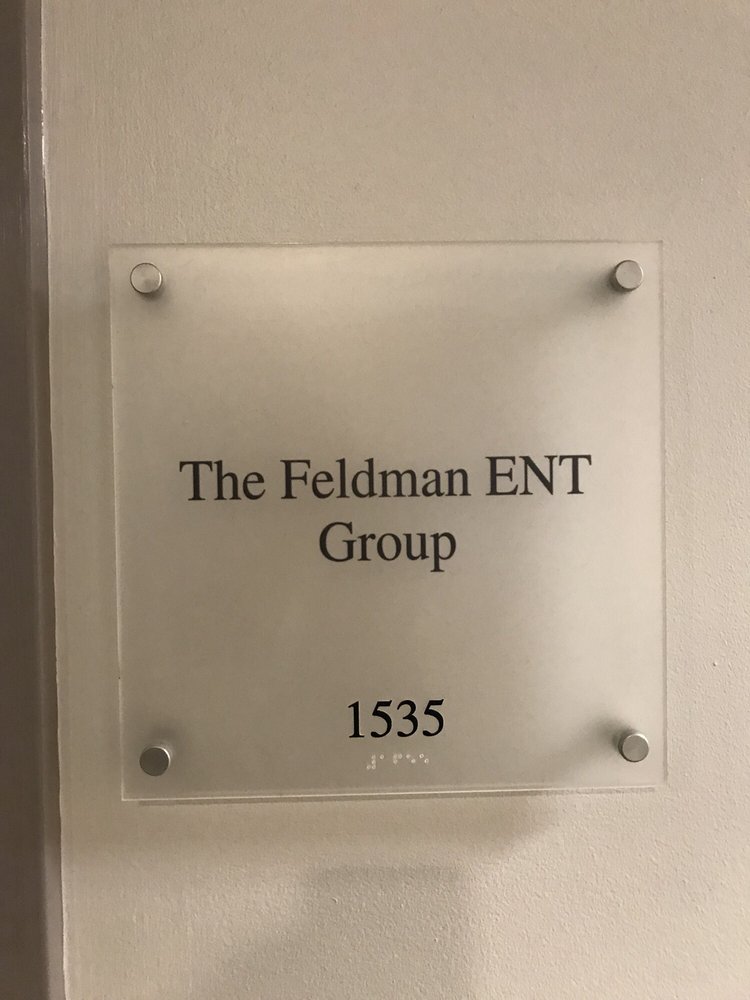 The Feldman ENT
Group
1535